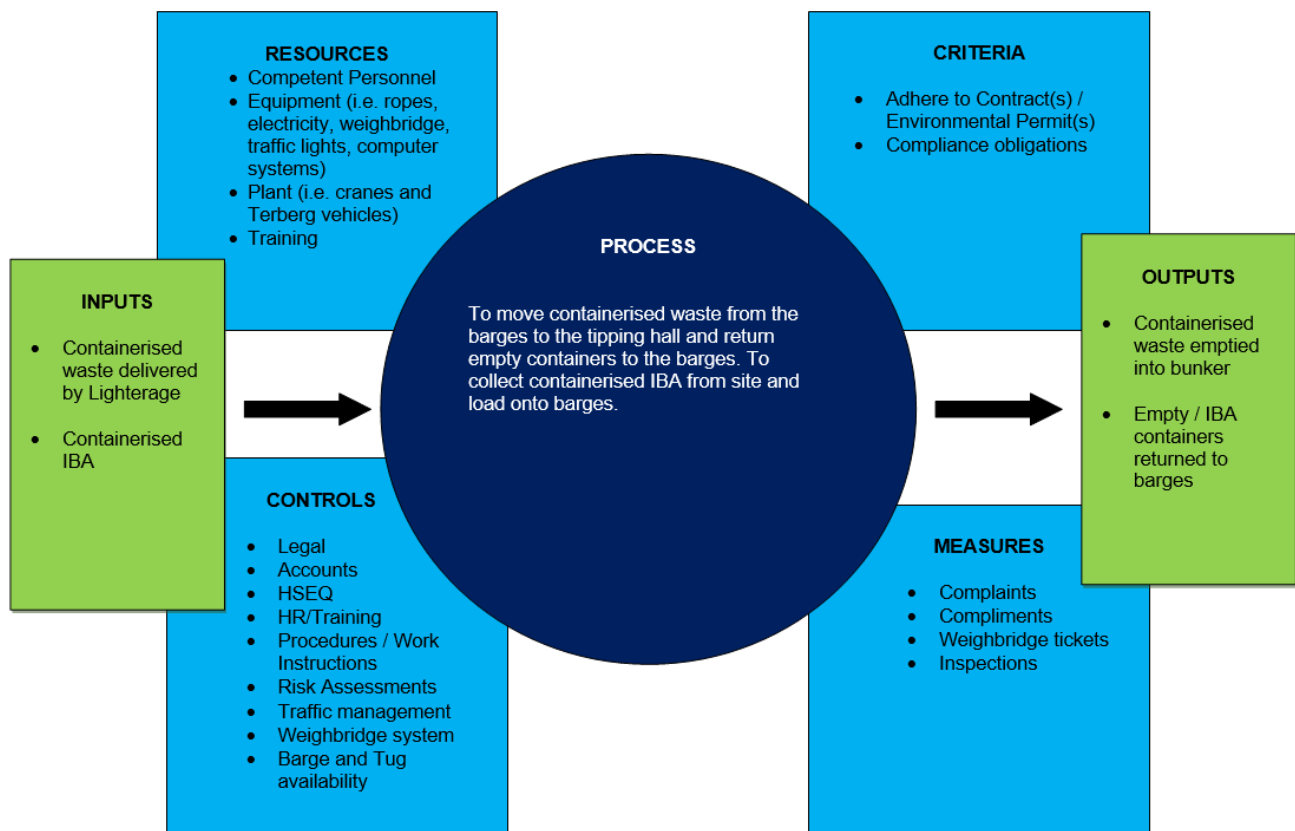 RESOURCES
• Competent Personnel
• Equipment (i.e. ropes,
electricity, weighbridge,
traffic lights, computer
systems)
• Plant (i.e. cranes and
Terberg vehicles)
• Training
CRITERIA
• Adhere to Contract(s) /
Environmental Permit(s)
• Compliance obligations
INPUTS
• Containerised
waste delivered
by Lighterage
• Containerised
IBA
PROCESS
To move containerised waste from the
barges to the tipping hall and return
empty containers to the barges. To
collect containerised IBA from site and
load onto barges.
OUTPUTS
• Containerised
waste emptied
into bunker
• Empty / IBA
containers
returned to
barges
CONTROLS
• Legal
• Accounts
• HSEQ
• HR/Training
• Procedures / Work
Instructions
• Risk Assessments
• Traffic management
• Weighbridge system
• Barge and Tug
availability
MEASURES
• Complaints
• Compliments
• Weighbridge tickets
• Inspections